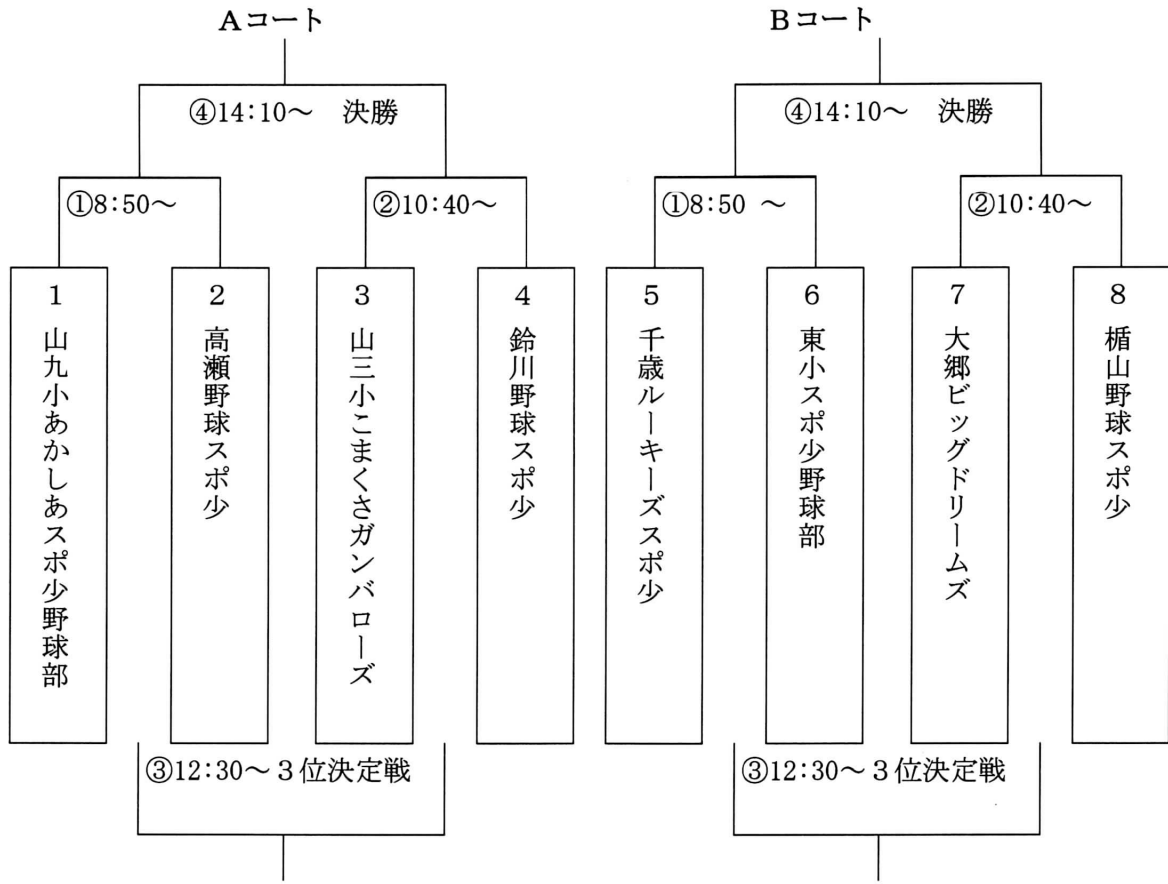 Aコート
Bコート
④14:10～ 決勝
④14:10～ 決勝
①8:50～
②10:40～
①8:50 ～
②10:40～
1 山九小あかしあスポ少野球部
2 高瀬野球スポ少
3 山三小こまくさガンバローズ
4 鈴川野球スポ少
5 千歳ルーキーズスポ少
6 東小スポ少野球部
7 大郷ビッグドリームズ
8 楯山野球スポ少
③12:30～３位決定戦
③12:30～３位決定戦